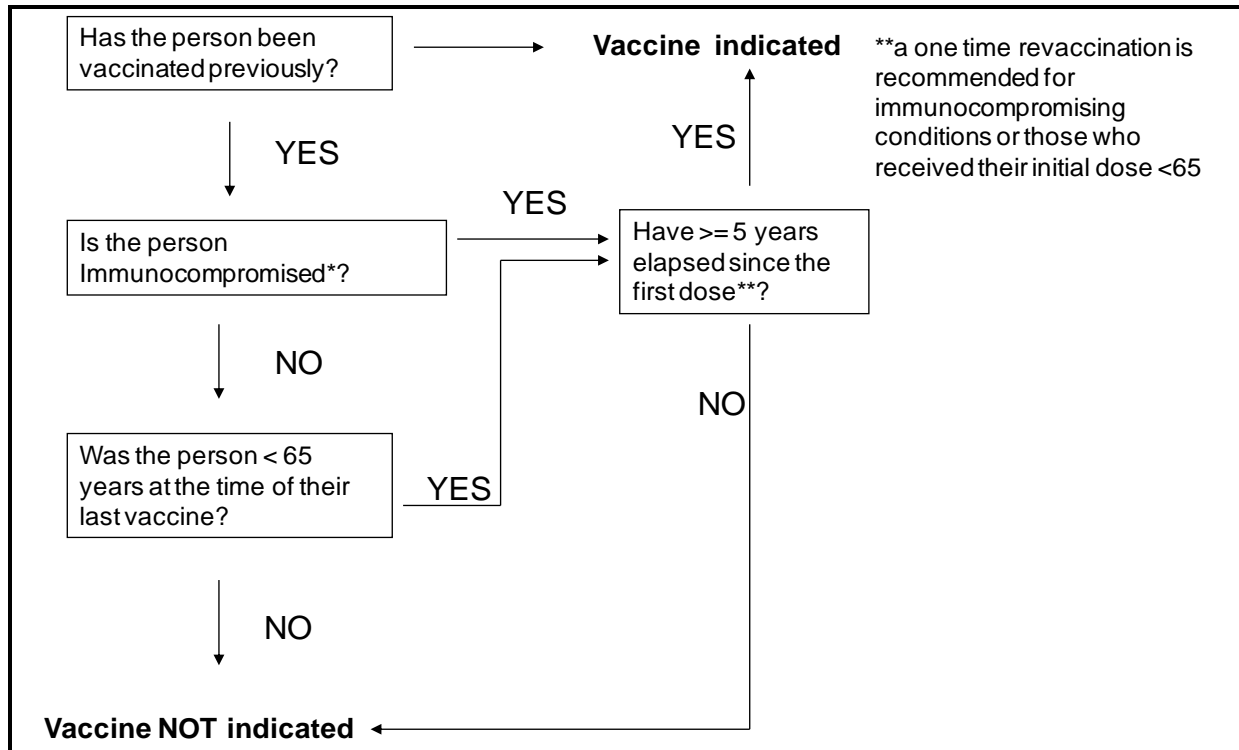 Has the person been
vaccinated previously?
Vaccine indicated
**a one time revaccination is
recommended for
immunocompromising
conditions or those who
received their initial dose <65
YES
YES
YES
Is the person
Immunocompromised*?
Have >= 5 years
elapsed since the
first dose**?
NO
NO
Was the person < 65
years at the time of their
last vaccine?
YES
NO
Vaccine NOT indicated